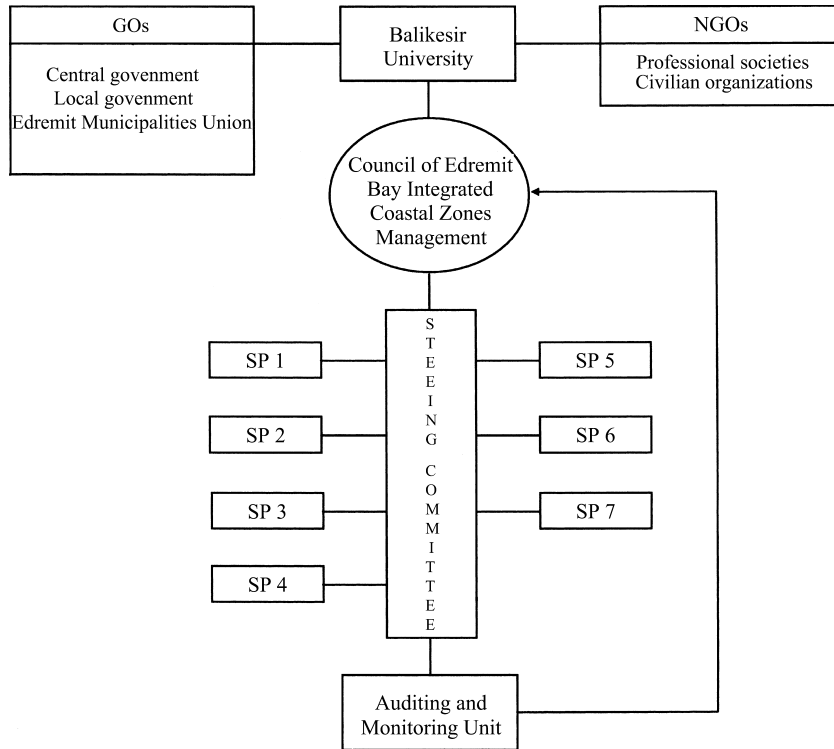 GOs
Central govenment
Local govenment
Edremit Municipalities Union
Balikesir
University
NGOs
Professional societies
Civilian organizations
Council of Edremit
Bay Integrated
Coastal Zones
Management
STEEING COMMITTEE
SP 1
SP 2
SP 3
SP 4
SP 5
SP 6
SP 7
Auditing and
Monitoring Unit